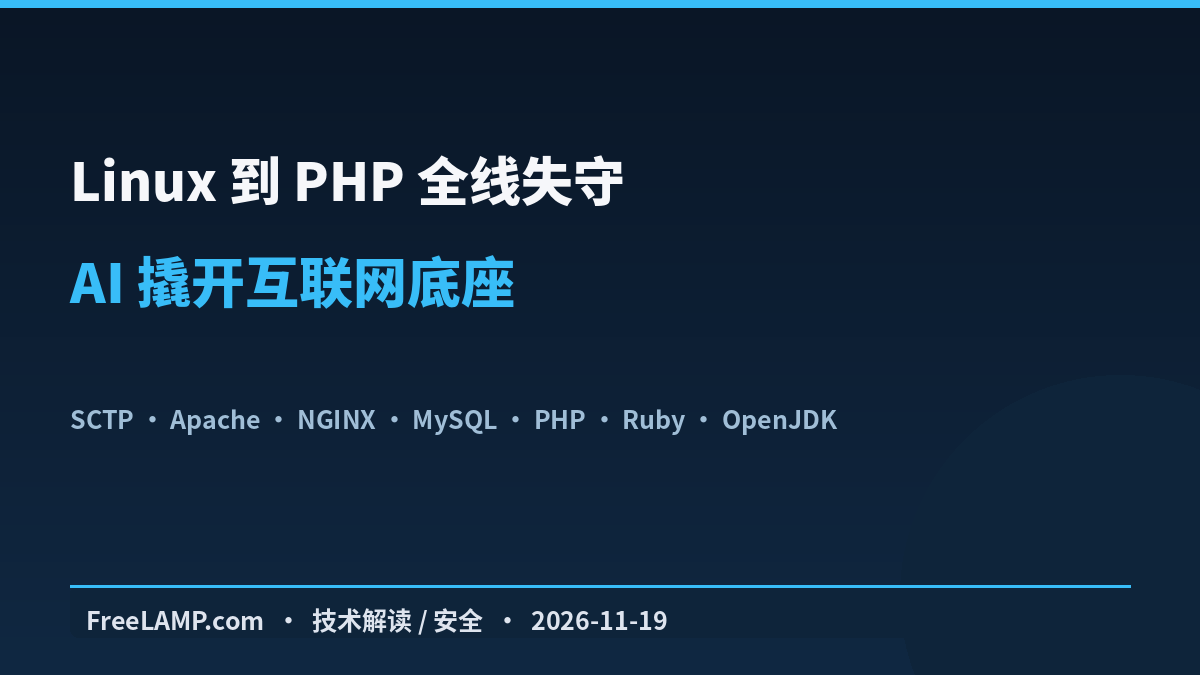 Linux 到 PHP 全线失守
AI 撬开互联网底座
SCTP • Apache • NGINX • MySQL • PHP • Ruby • OpenJDK
FreeLAMP.com • 技术解读 / 安全 • 2026-11-19